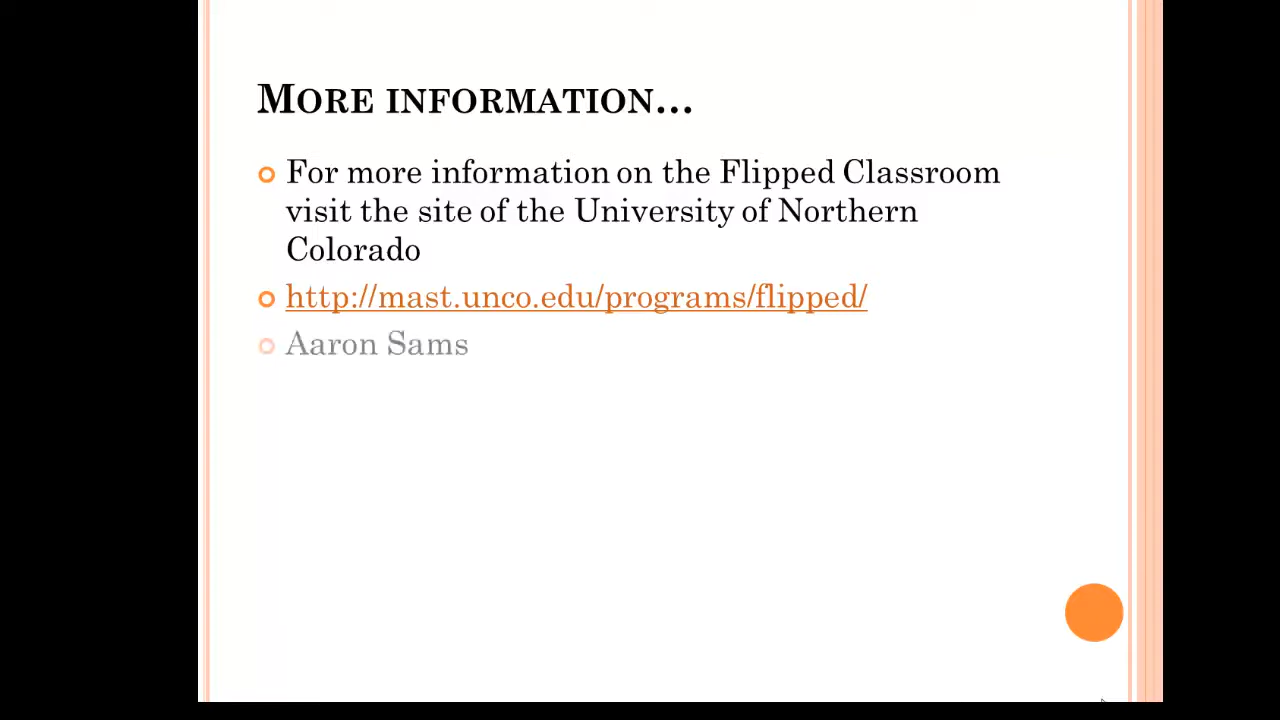 MORE INFORMATION…
For more information on the Flipped Classroom
visit the site of the University of Northern
Colorado
http://mast.unco.edu/programs/flipped/
Aaron Sams